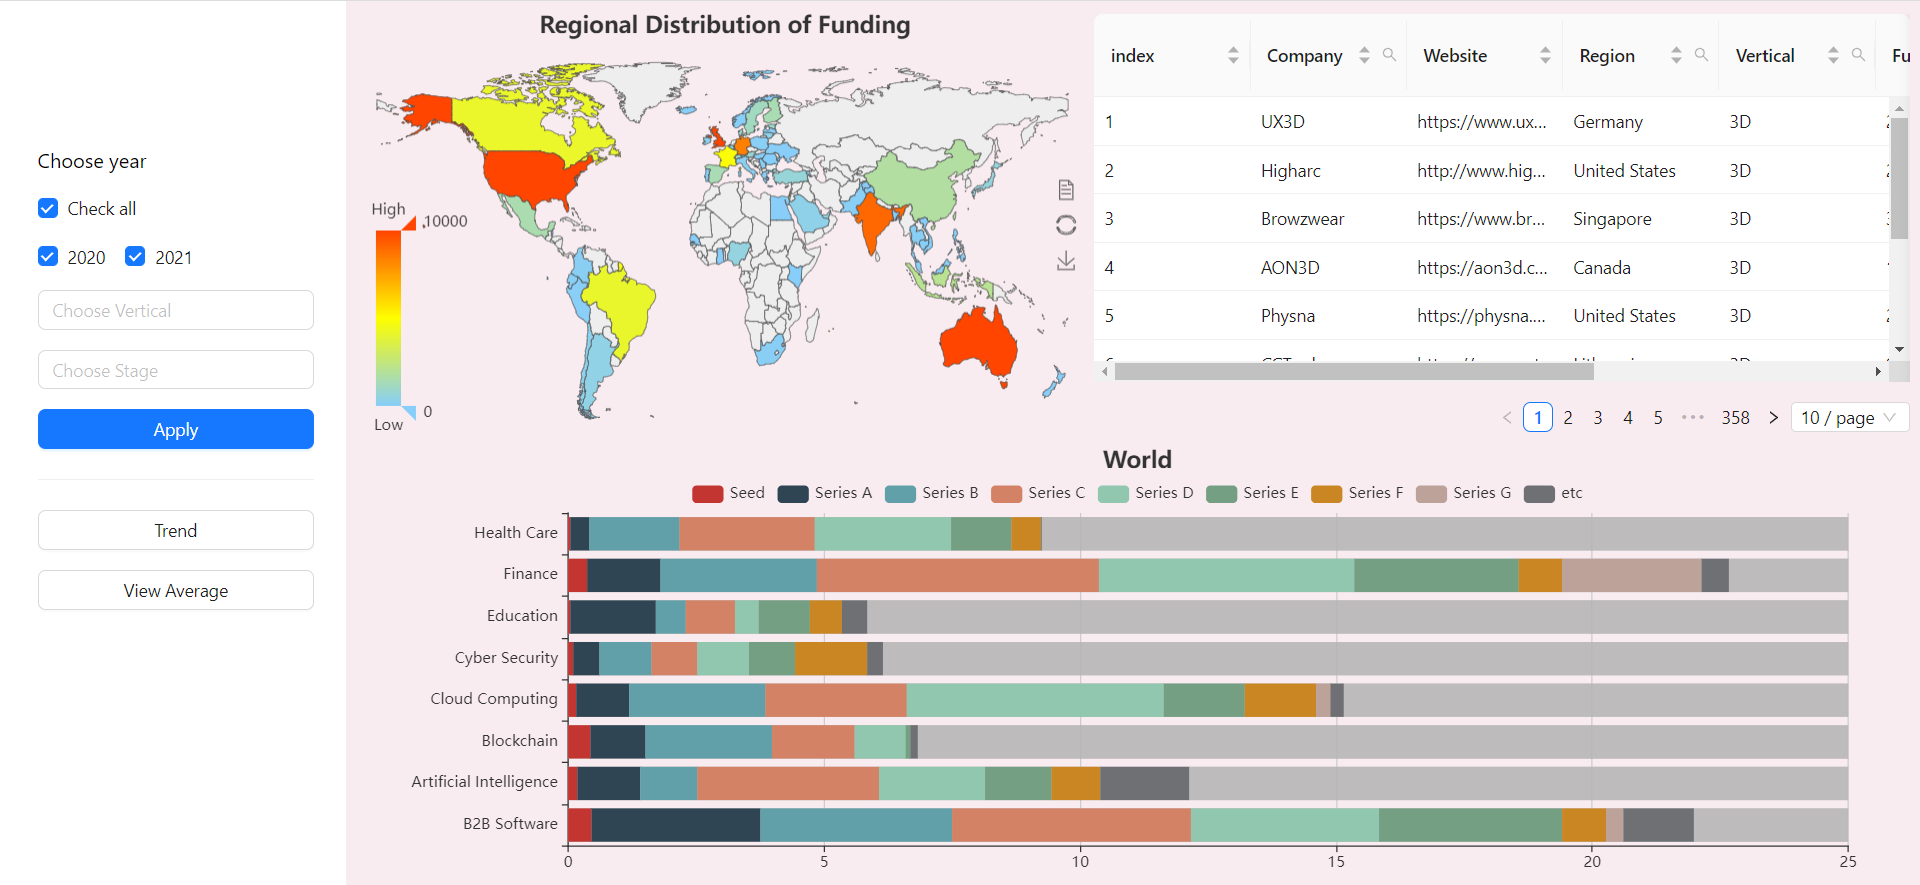 Choose year
Check all
2020 2021
Choose Vertical
Choose Stage
Apply
Trend
View Average
Regional Distribution of Funding
High
10000
0
Low
index Company Website Region Vertical Fu
1 UX3D https://www.ux... Germany 3D
2 Higharc http://www.hig... United States 3D
3 Browzwear https://www.br... Singapore 3D
4 AON3D https://aon3d.c... Canada 3D
5 Physna https://physna.... United States 3D
1 2 3 4 5 ••• 358 10 / page
World
Seed Series A Series B Series C Series D Series E Series F Series G etc
Health Care
Finance
Education
Cyber Security
Cloud Computing
Blockchain
Artificial Intelligence
B2B Software
0 5 10 15 20 25